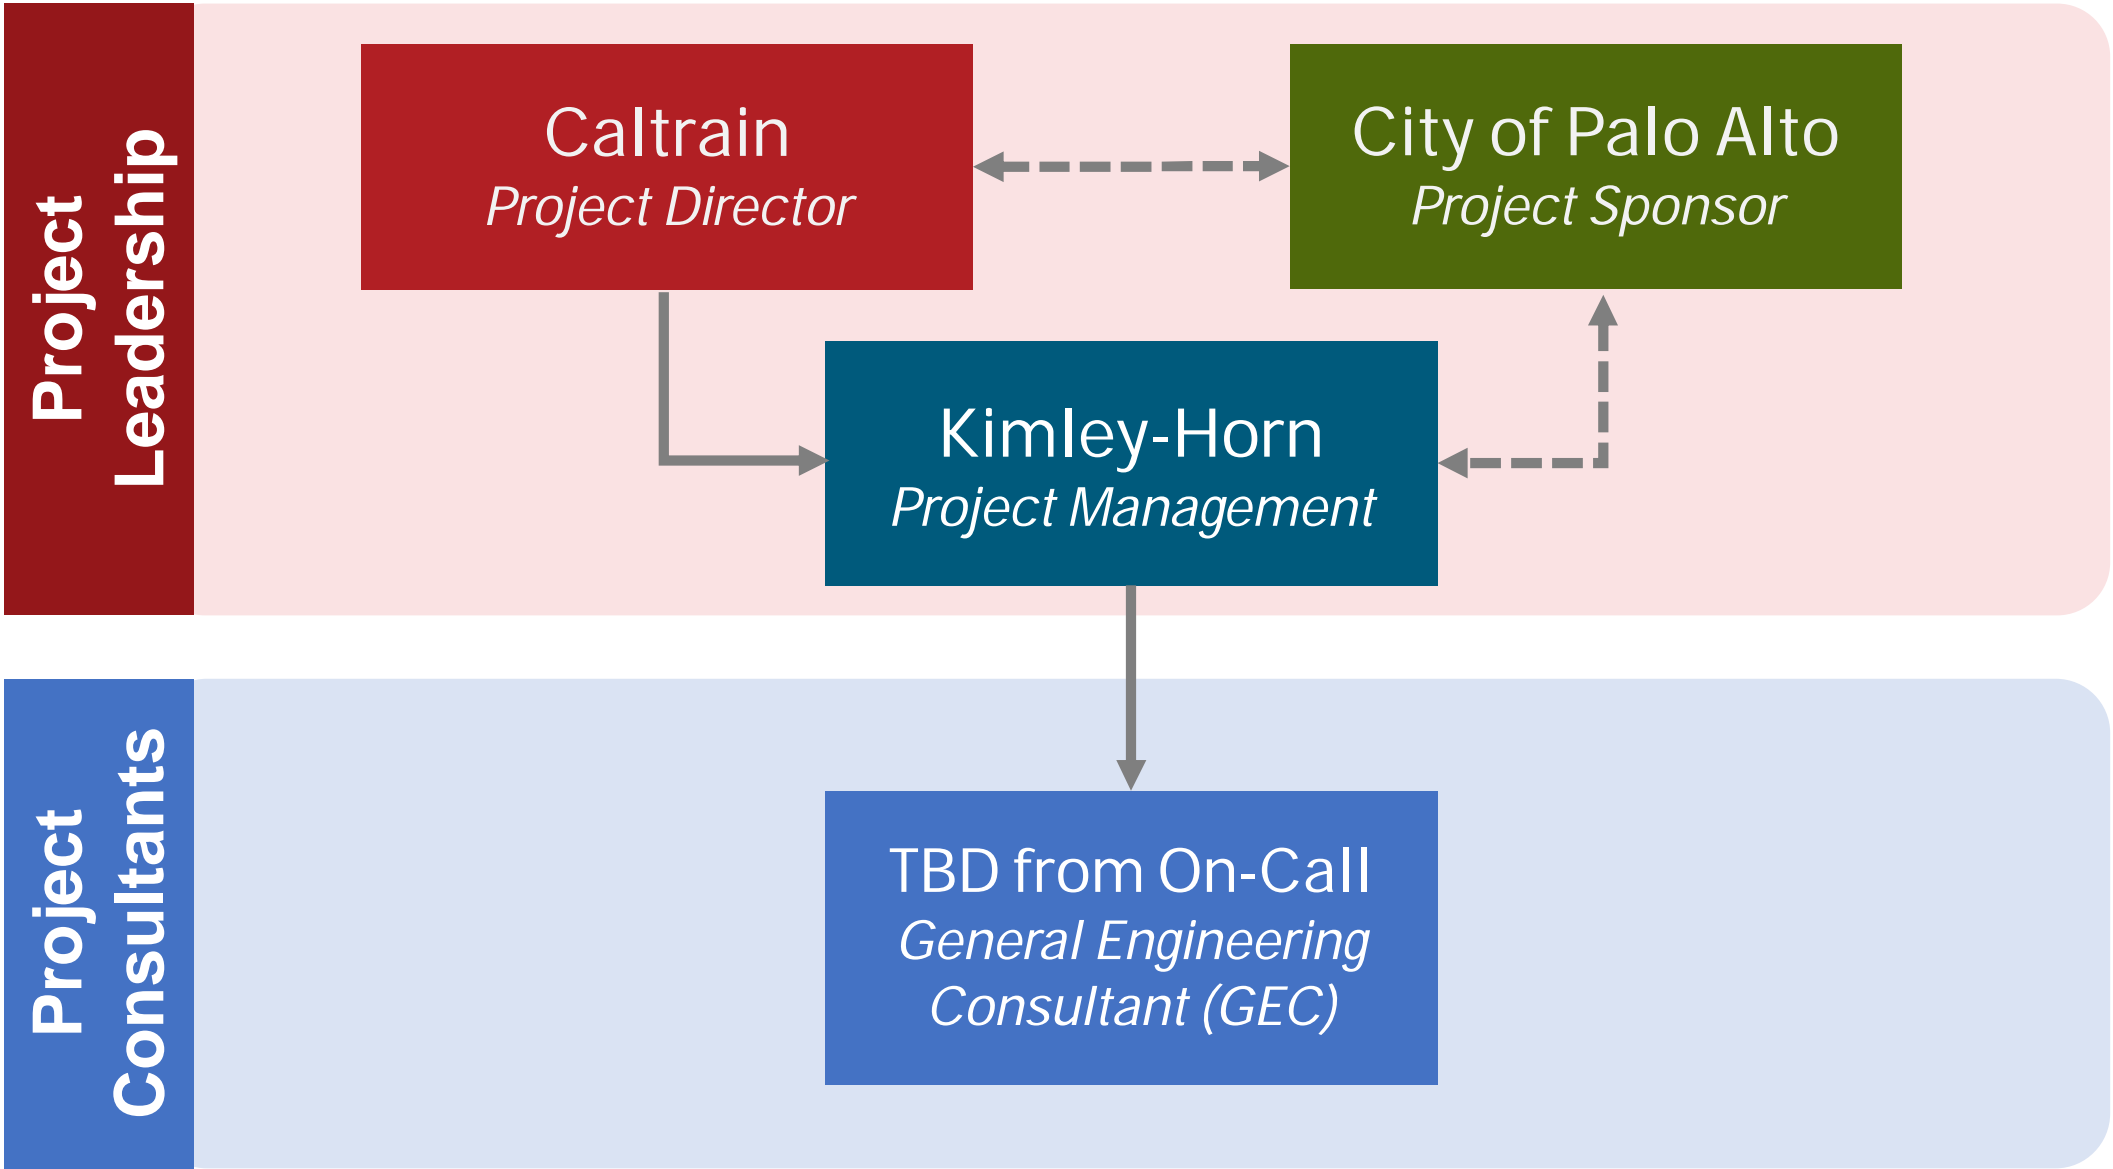 Project
Leadership
Caltrain
Project Director
City of Palo Alto
Project Sponsor
Kimley-Horn
Project Management
Project
Consultants
TBD from On-Call
General Engineering
Consultant (GEC)